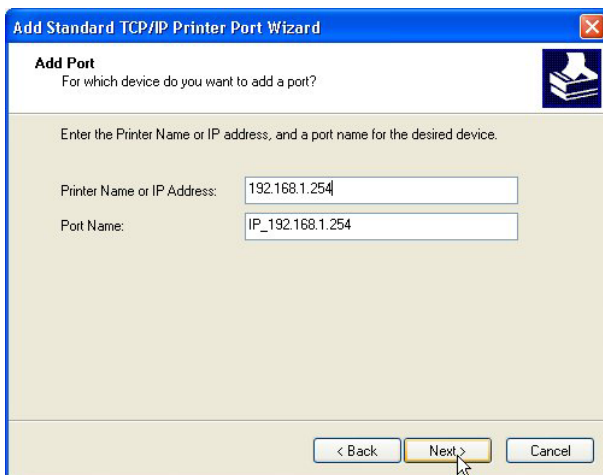 Add Standard TCP/IP Printer Port Wizard
Add Port
For which device do you want to add a port?
Enter the Printer Name or IP address, and a port name for the desired device.
Printer Name or IP Address: 192.168.1.254
Port Name: IP_192.168.1.254
< Back Next > Cancel